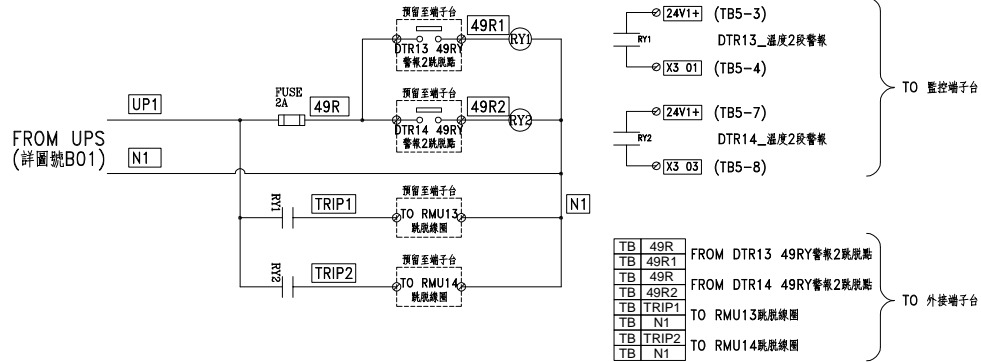 預留至端子台
49R1
DTR13 49RY
警報2跳脫點
RY1
FUSE
2A
49R
預留至端子台
49R2
DTR14 49RY
警報2跳脫點
RY2
UP1
FROM UPS
(詳圖號B01)
N1
RY1
TRIP1
預留至端子台
TO RMU13
跳脫線圈
N1
RY2
TRIP2
預留至端子台
TO RMU14
跳脫線圈
24V1+ (TB5-3)
RY1
DTR13_溫度2段警報
X3 01 (TB5-4)
24V1+ (TB5-7)
RY2
DTR14_溫度2段警報
X3 03 (TB5-8)
TO 監控端子台
TB 49R
TB 49R1
FROM DTR13 49RY警報2跳脫點
TB 49R
TB 49R2
FROM DTR14 49RY警報2跳脫點
TB TRIP1
TB N1
TO RMU13跳脫線圈
TB TRIP2
TB N1
TO RMU14跳脫線圈
TO 外接端子台